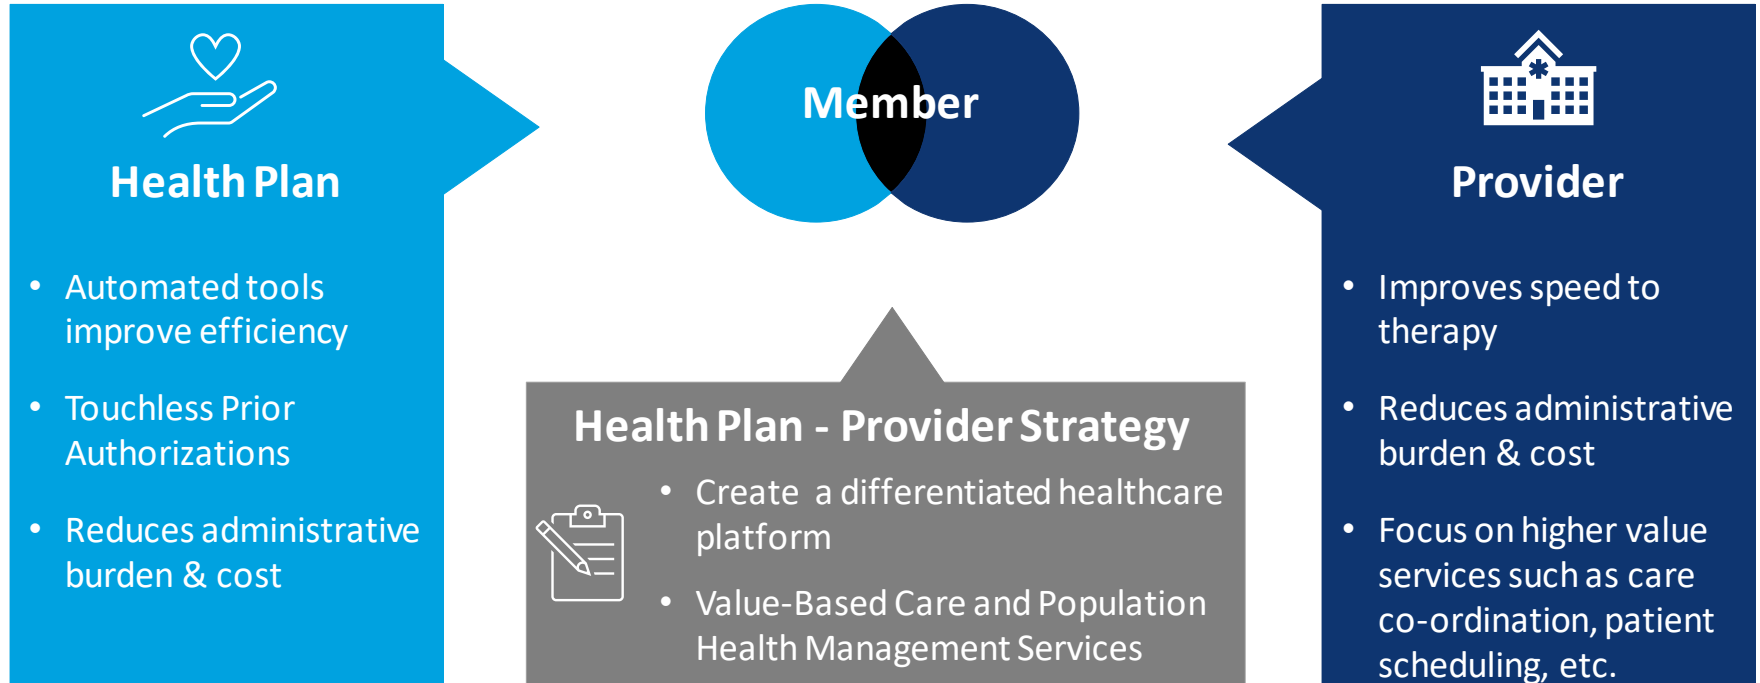 Health Plan
• Automated tools
improve efficiency
• Touchless Prior
Authorizations
• Reduces administrative
burden & cost
Member
Health Plan - Provider Strategy
• Create a differentiated healthcare
platform
• Value-Based Care and Population
Health Management Services
Provider
• Improves speed to
therapy
• Reduces administrative
burden & cost
• Focus on higher value
services such as care
co-ordination, patient
scheduling, etc.